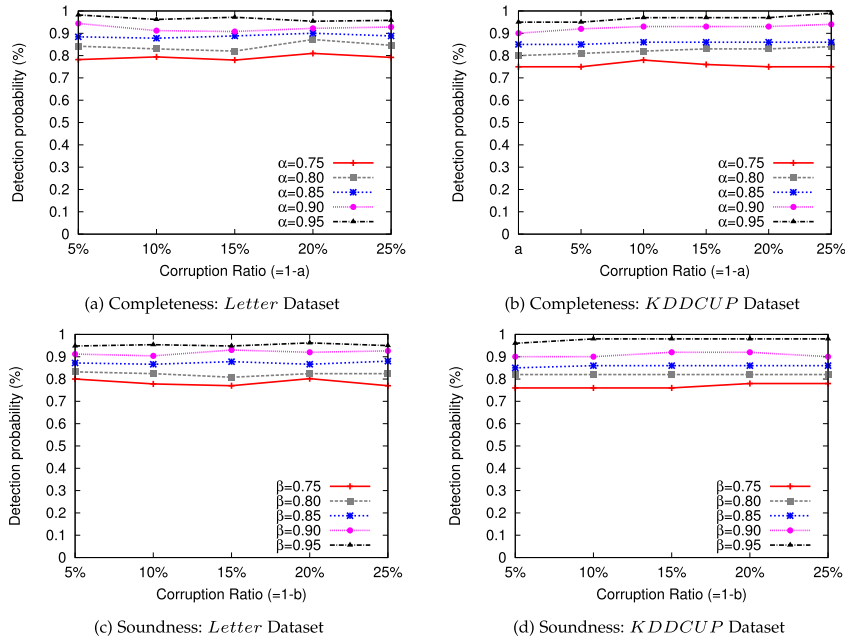 Detection probability (%)
1
0.9
0.8
0.7
0.6
0.5
0.4
0.3
0.2
0.1
0
α=0.75
α=0.80
α=0.85
α=0.90
α=0.95
5% 10% 15% 20% 25%
Corruption Ratio (=1-a)
(a) Completeness: Letter Dataset
Detection probability (%)
1
0.9
0.8
0.7
0.6
0.5
0.4
0.3
0.2
0.1
0
α=0.75
α=0.80
α=0.85
α=0.90
α=0.95
a 5% 10% 15% 20% 25%
Corruption Ratio (=1-a)
(b) Completeness: KDDCUP Dataset
Detection probability (%)
1
0.9
0.8
0.7
0.6
0.5
0.4
0.3
0.2
0.1
0
β=0.75
β=0.80
β=0.85
β=0.90
β=0.95
5% 10% 15% 20% 25%
Corruption Ratio (=1-b)
(c) Soundness: Letter Dataset
Detection probability (%)
1
0.9
0.8
0.7
0.6
0.5
0.4
0.3
0.2
0.1
0
β=0.75
β=0.80
β=0.85
β=0.90
β=0.95
5% 10% 15% 20% 25%
Corruption Ratio (=1-b)
(d) Soundness: KDDCUP Dataset